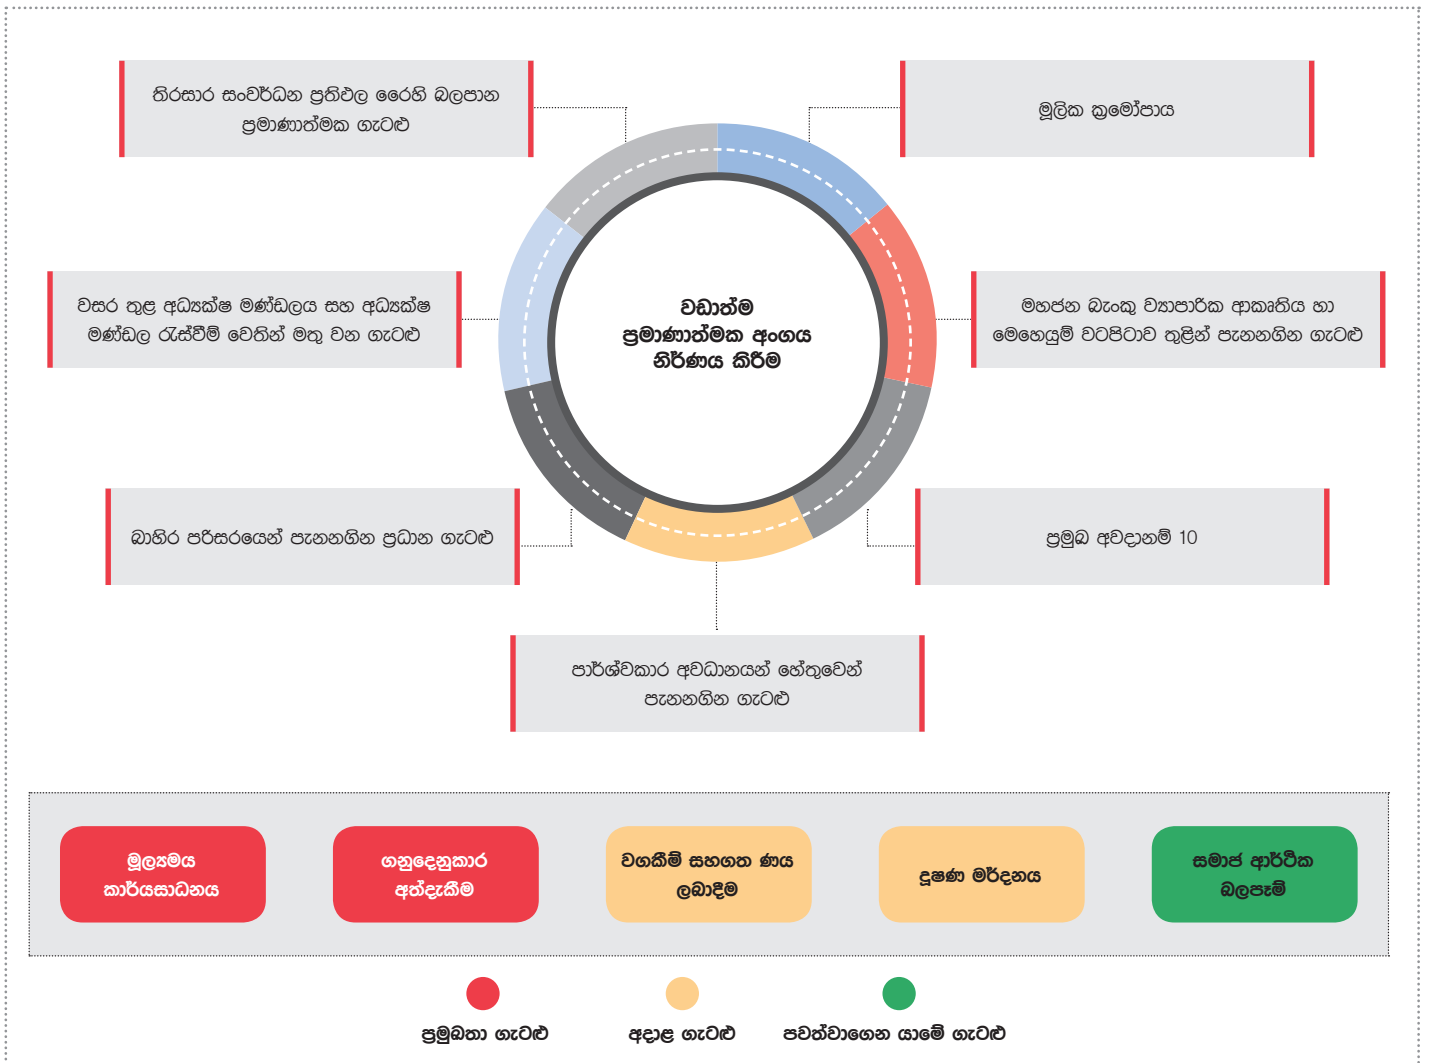 තිරසාර සංවර්ධන ප්‍රතිඵල රෙරහි බලපාන
ප්‍රමාණාත්මක ගැටළු
මූලික ක්‍රමෝපාය
වසර තුළ අධ්‍යක්ෂ මණ්ඩලය සහ අධ්‍යක්ෂ
මණ්ඩල රැස්වීම් වෙතින් මතු වන ගැටළු
වඩාත්ම
ප්‍රමාණාත්මක අංගය
නිර්ණය කිරීම
මහජන බැංකු ව්‍යාපාරික ආකෘතිය හා
මෙහෙයුම් වටපිටාව තුළින් පැනනගින ගැටළු
බාහිර පරිසරයෙන් පැනනගින ප්‍රධාන ගැටළු
ප්‍රමුඛ අවදානම් 10
පාර්ශ්වකාර අවධානයන් හේතුවෙන්
පැනනගින ගැටළු
මූල්‍යමය
කාර්යසාධනය
ගනුදෙනුකාර
අත්දැකීම
වගකීම් සහගත ණය
ලබාදීම
දූෂණ මර්දනය
සමාජ ආර්ථික
බලපෑම්
ප්‍රමුඛතා ගැටළු
අදාළ ගැටළු
පවත්වාගෙන යාමේ ගැටළු